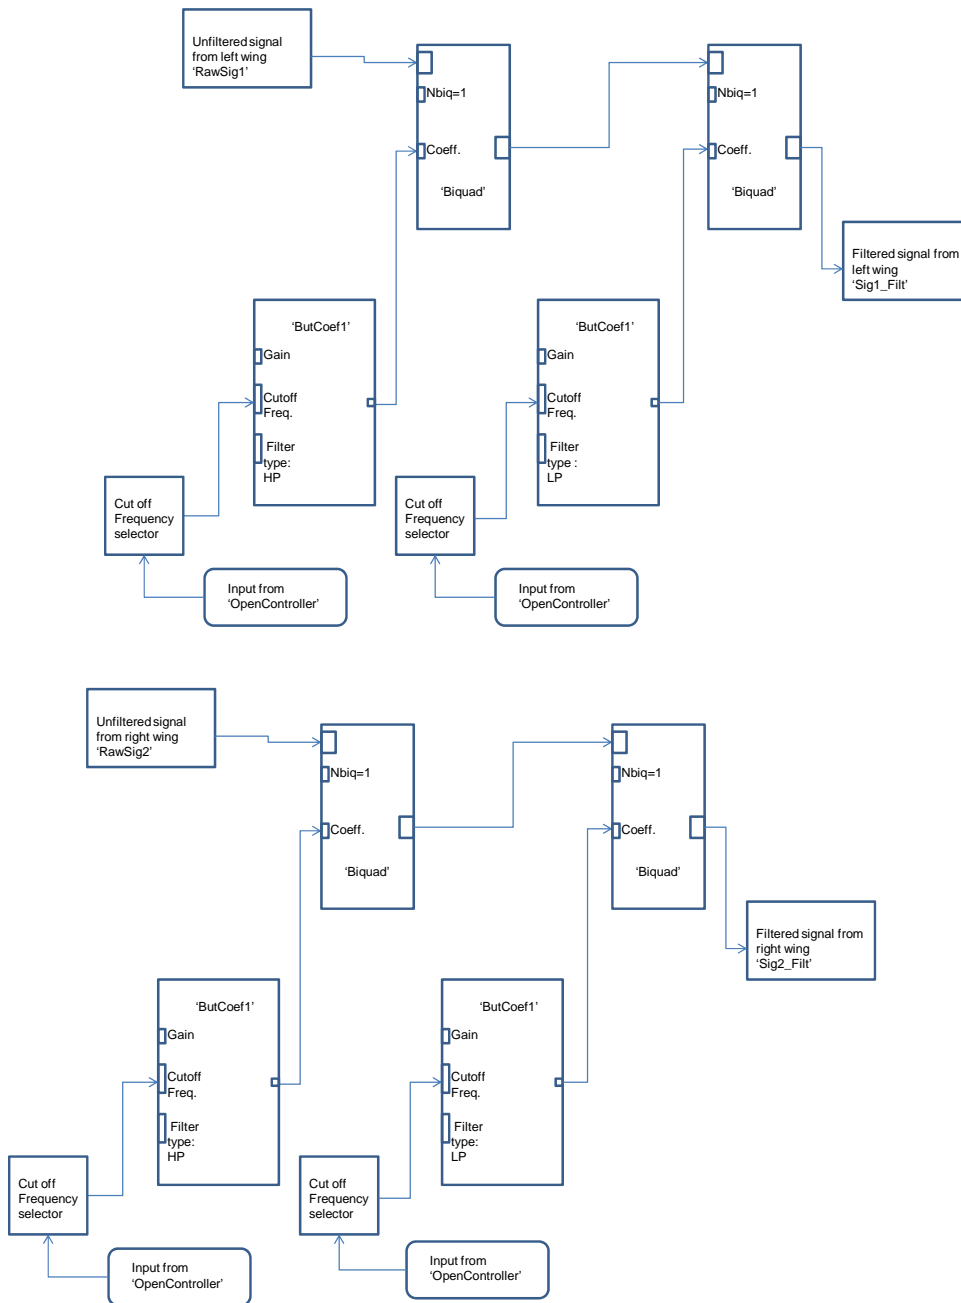 Unfiltered signal
from left wing
‘RawSig1’
Nbiq=1
Coeff.
‘Biquad’
Nbiq=1
Coeff.
‘Biquad’
Filtered signal from
left wing
‘Sig1_Filt’
‘ButCoef1’
Gain
Cutoff
Freq.
Filter
type:
HP
‘ButCoef1’
Gain
Cutoff
Freq.
Filter
type :
LP
Cut off
Frequency
selector
Cut off
Frequency
selector
Input from
‘OpenController’
Input from
‘OpenController’
Unfiltered signal
from right wing
‘RawSig2’
Nbiq=1
Coeff.
‘Biquad’
Nbiq=1
Coeff.
‘Biquad’
Filtered signal from
right wing
‘Sig2_Filt’
‘ButCoef1’
Gain
Cutoff
Freq.
Filter
type:
HP
‘ButCoef1’
Gain
Cutoff
Freq.
Filter
type:
LP
Cut off
Frequency
selector
Cut off
Frequency
selector
Input from
‘OpenController’
Input from
‘OpenController’